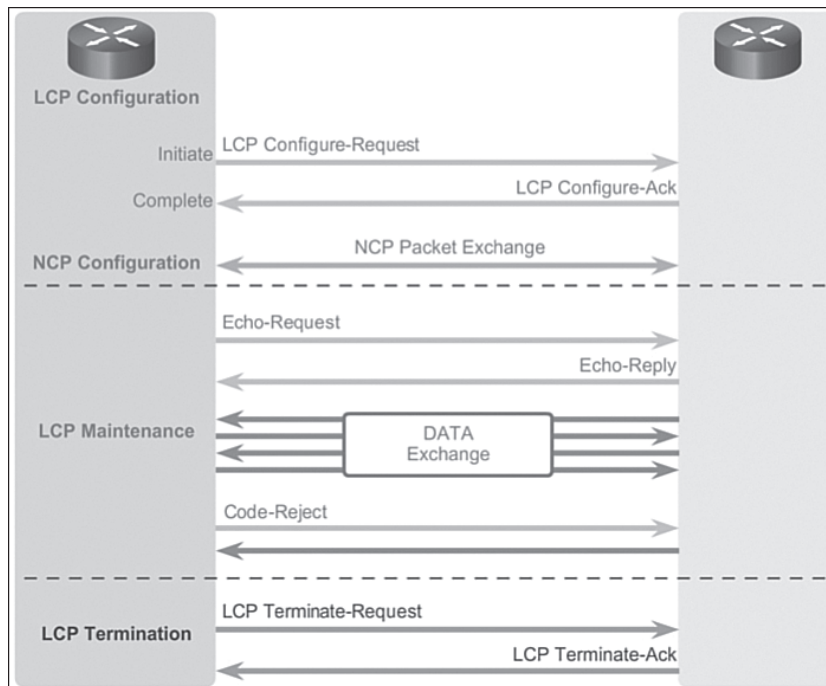 LCP Configuration
Initiate
LCP Configure-Request
LCP Configure-Ack
Complete
NCP Packet Exchange
NCP Configuration
Echo-Request
Echo-Reply
LCP Maintenance
DATA
Exchange
Code-Reject
LCP Terminate-Request
LCP Termination
LCP Terminate-Ack